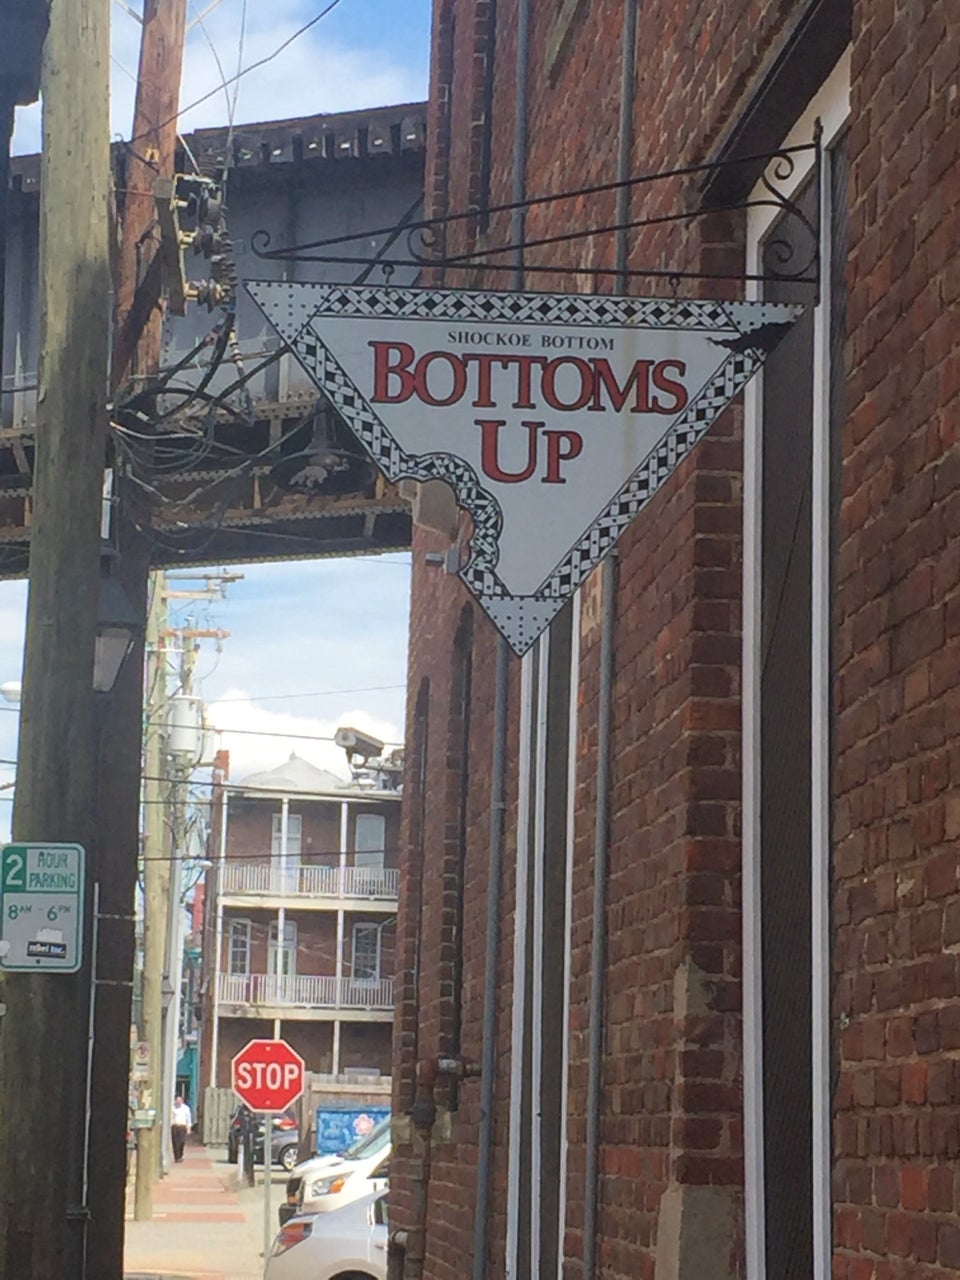 SHOCKOE BOTTOM
BOTTOMS
UP
2 HOUR
PARKING
8AM - 6PM
STOP